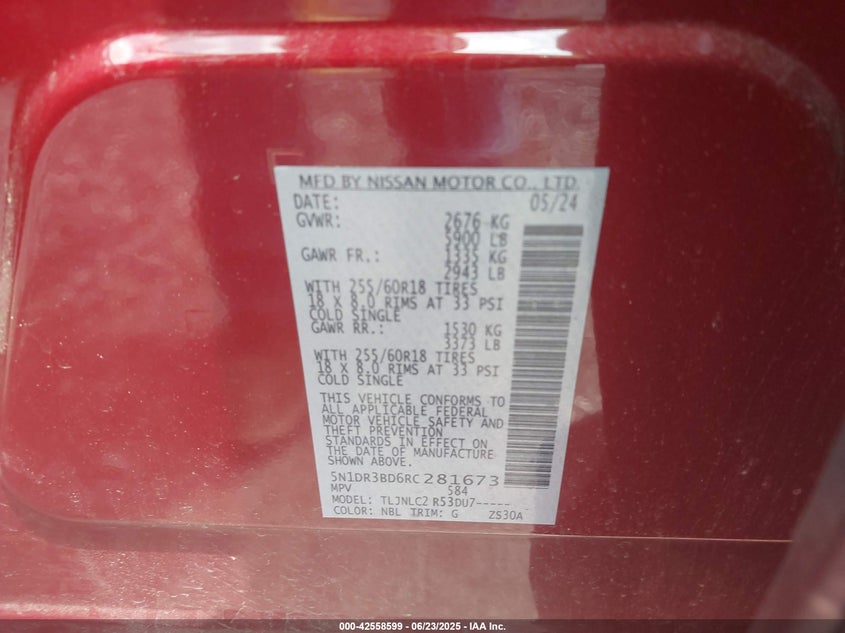 MFD BY NISSAN MOTOR CO., LTD.
DATE: 05/24
GVWR: 2676 KG
5900 LB
GAWR FR.: 1335 KG
2943 LB
WITH 255/60R18 TIRES
18 X 8.0 RIMS AT 33 PSI
COLD SINGLE
GAWR RR.: 1530 KG
3373 LB
WITH 255/60R18 TIRES
18 X 8.0 RIMS AT 33 PSI
COLD SINGLE
THIS VEHICLE CONFORMS TO
ALL APPLICABLE FEDERAL
MOTOR VEHICLE SAFETY AND
THEFT PREVENTION
STANDARDS IN EFFECT ON
THE DATE OF MANUFACTURE
SHOWN ABOVE.
5N1DR3BD6RC281673
MPV 584
MODEL: TLJNLC2 R53DU7-----
COLOR: NBL TRIM: G ZS30A
000-42558599 - 06/23/2025 - IAA Inc.